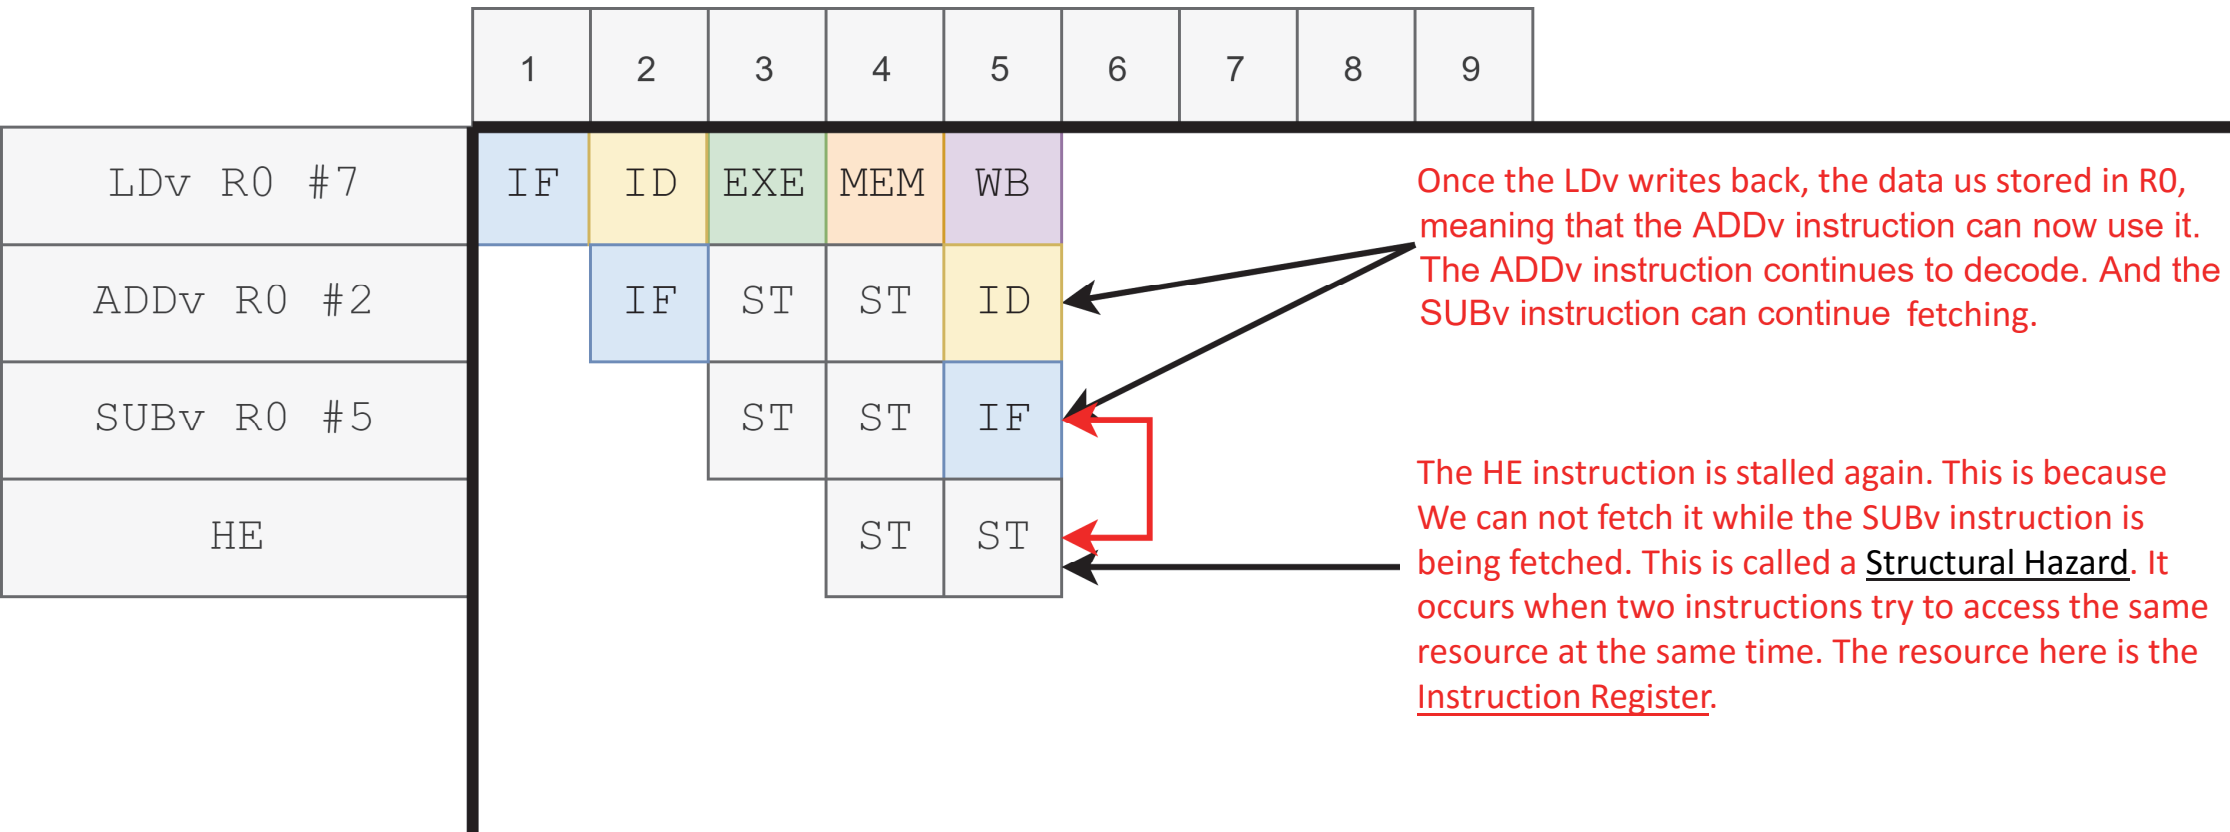 1 2 3 4 5 6 7 8 9
LDv R0 #7 IF ID EXE MEM WB
ADDv R0 #2 IF ST ST ID
SUBv R0 #5 ST ST IF
HE ST ST
Once the LDv writes back, the data us stored in R0,
meaning that the ADDv instruction can now use it.
The ADDv instruction continues to decode. And the
SUBv instruction can continue fetching.
The HE instruction is stalled again. This is because
We can not fetch it while the SUBv instruction is
being fetched. This is called a Structural Hazard. It
occurs when two instructions try to access the same
resource at the same time. The resource here is the
Instruction Register.